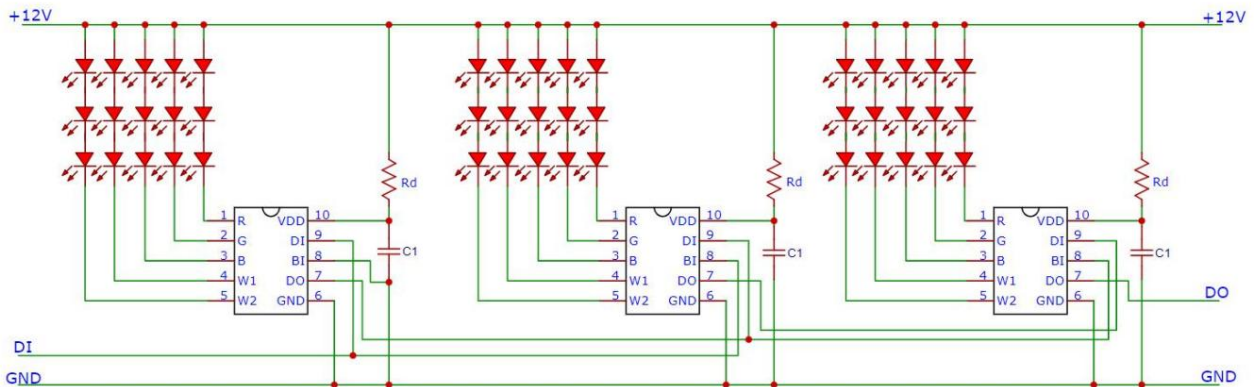 +12V +12V
Rd Rd Rd
1 R VDD 10 1 R VDD 10 1 R VDD 10
2 G DI 9 C1 2 G DI 9 C1 2 G DI 9 C1
3 B BI 8 3 B BI 8 3 B BI 8
4 W1 DO 7 4 W1 DO 7 4 W1 DO 7
5 W2 GND 6 5 W2 GND 6 5 W2 GND 6 DO
DI
GND GND